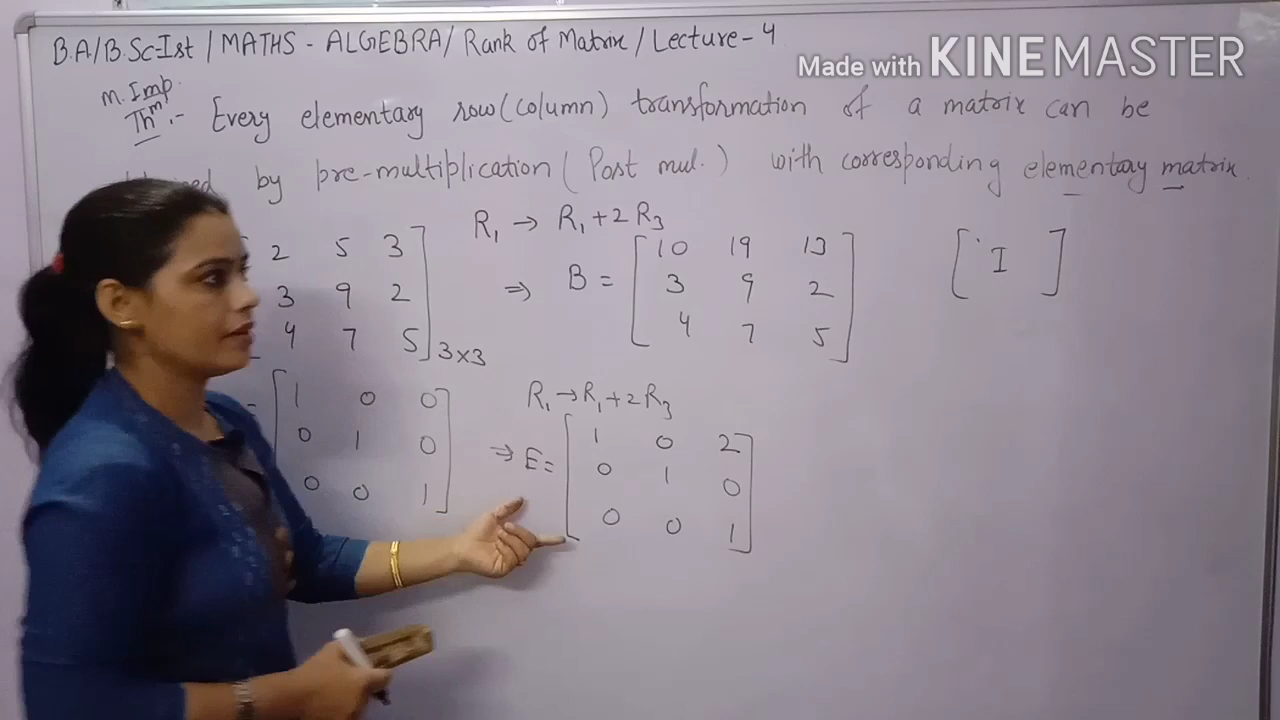 B.A/B.Sc-Ist / MATHS - ALGEBRA / Rank of Matrix / Lecture-4
Made with KINEMASTER
m. Imp.
Thm :- Every elementary row (column) transformation of a matrix can be
by pre-multiplication ( Post mul. ) with corresponding elementary matrix.
R₁ → R₁ + 2 R₃
2 5 3
3 9 2
4 7 5
3×3
⇒ B =
10 19 13
3 9 2
4 7 5
[ I ]
1 0 0
0 1 0
0 0 1
R₁ → R₁ + 2 R₃
⇒ E =
1 0 2
0 1 0
0 0 1